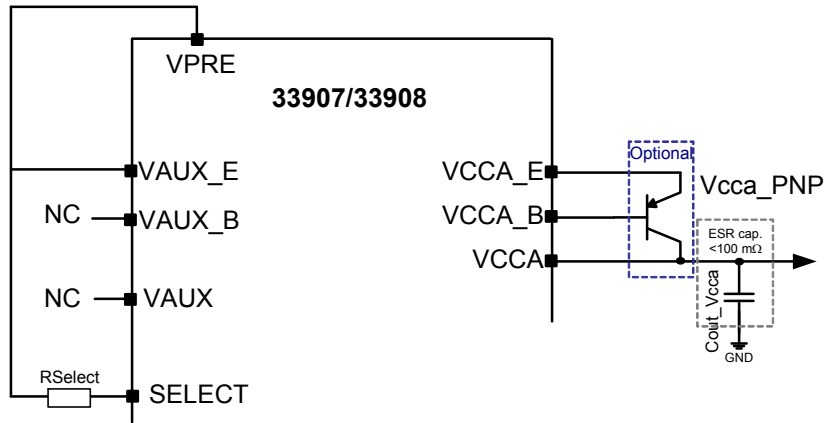 VPRE
33907/33908
VAUX_E
NC
VAUX_B
NC
VAUX
RSelect
SELECT
VCCA_E
VCCA_B
VCCA
Optional
Vcca_PNP
ESR cap.
<100 mΩ
Cout_Vcca
GND